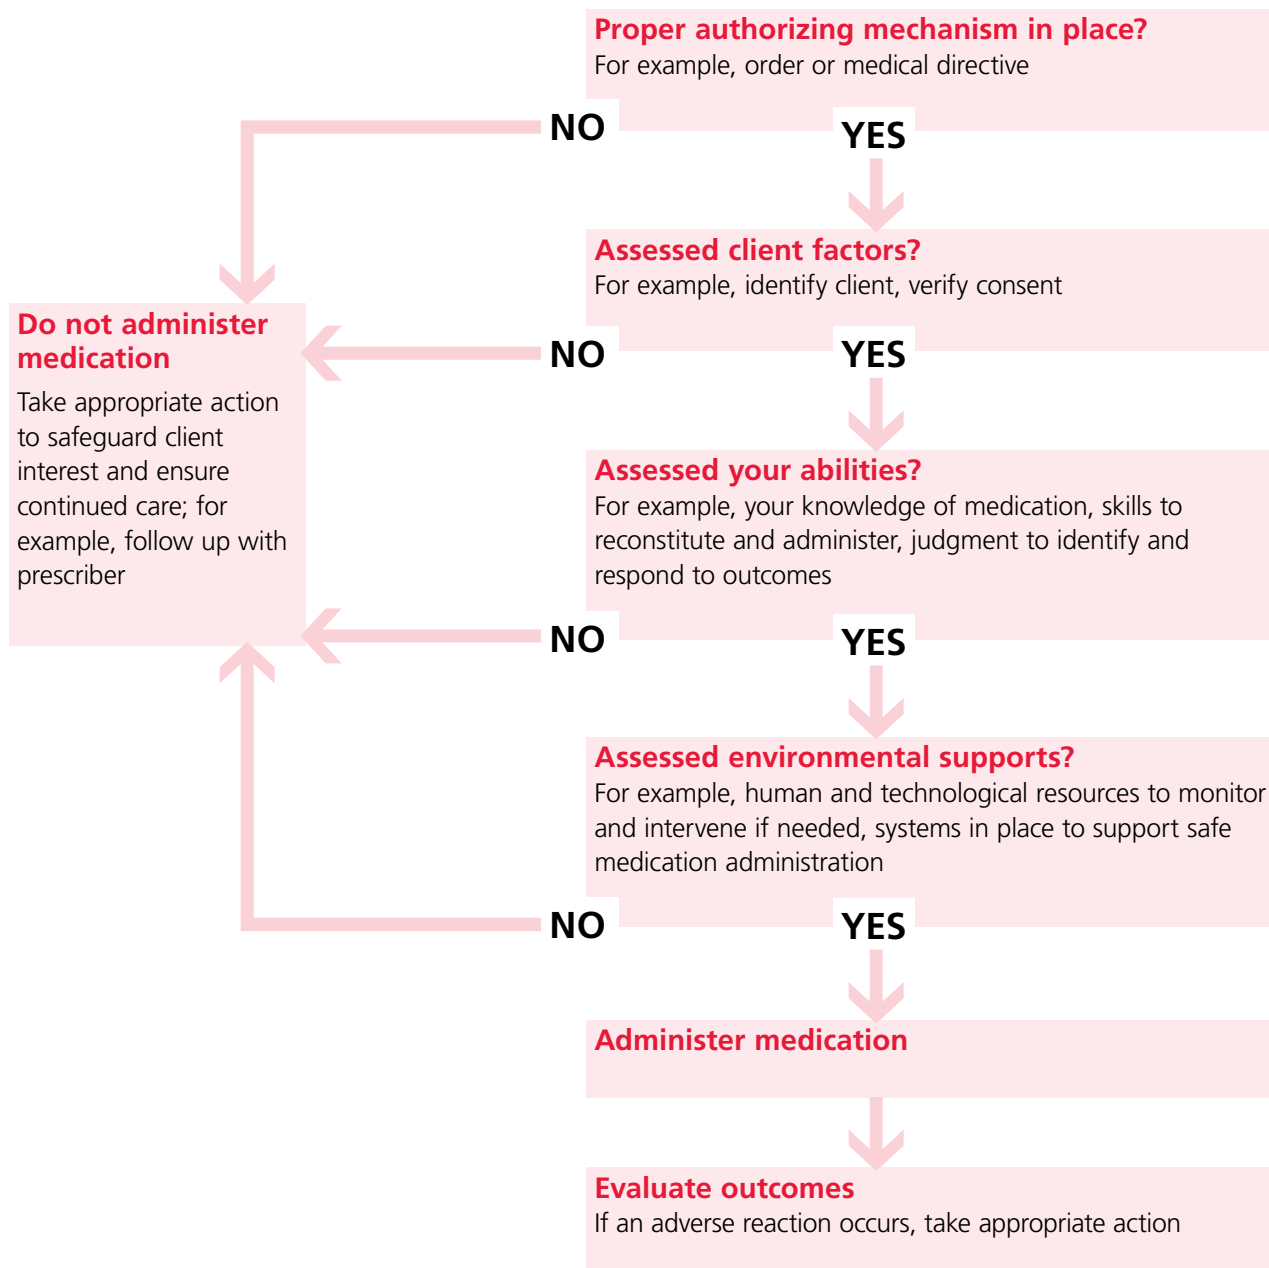 Proper authorizing mechanism in place?
For example, order or medical directive
NO
YES
Assessed client factors?
For example, identify client, verify consent
NO
YES
Do not administer
medication
Take appropriate action
to safeguard client
interest and ensure
continued care; for
example, follow up with
prescriber
Assessed your abilities?
For example, your knowledge of medication, skills to
reconstitute and administer, judgment to identify and
respond to outcomes
NO
YES
Assessed environmental supports?
For example, human and technological resources to monitor
and intervene if needed, systems in place to support safe
medication administration
NO
YES
Administer medication
Evaluate outcomes
If an adverse reaction occurs, take appropriate action